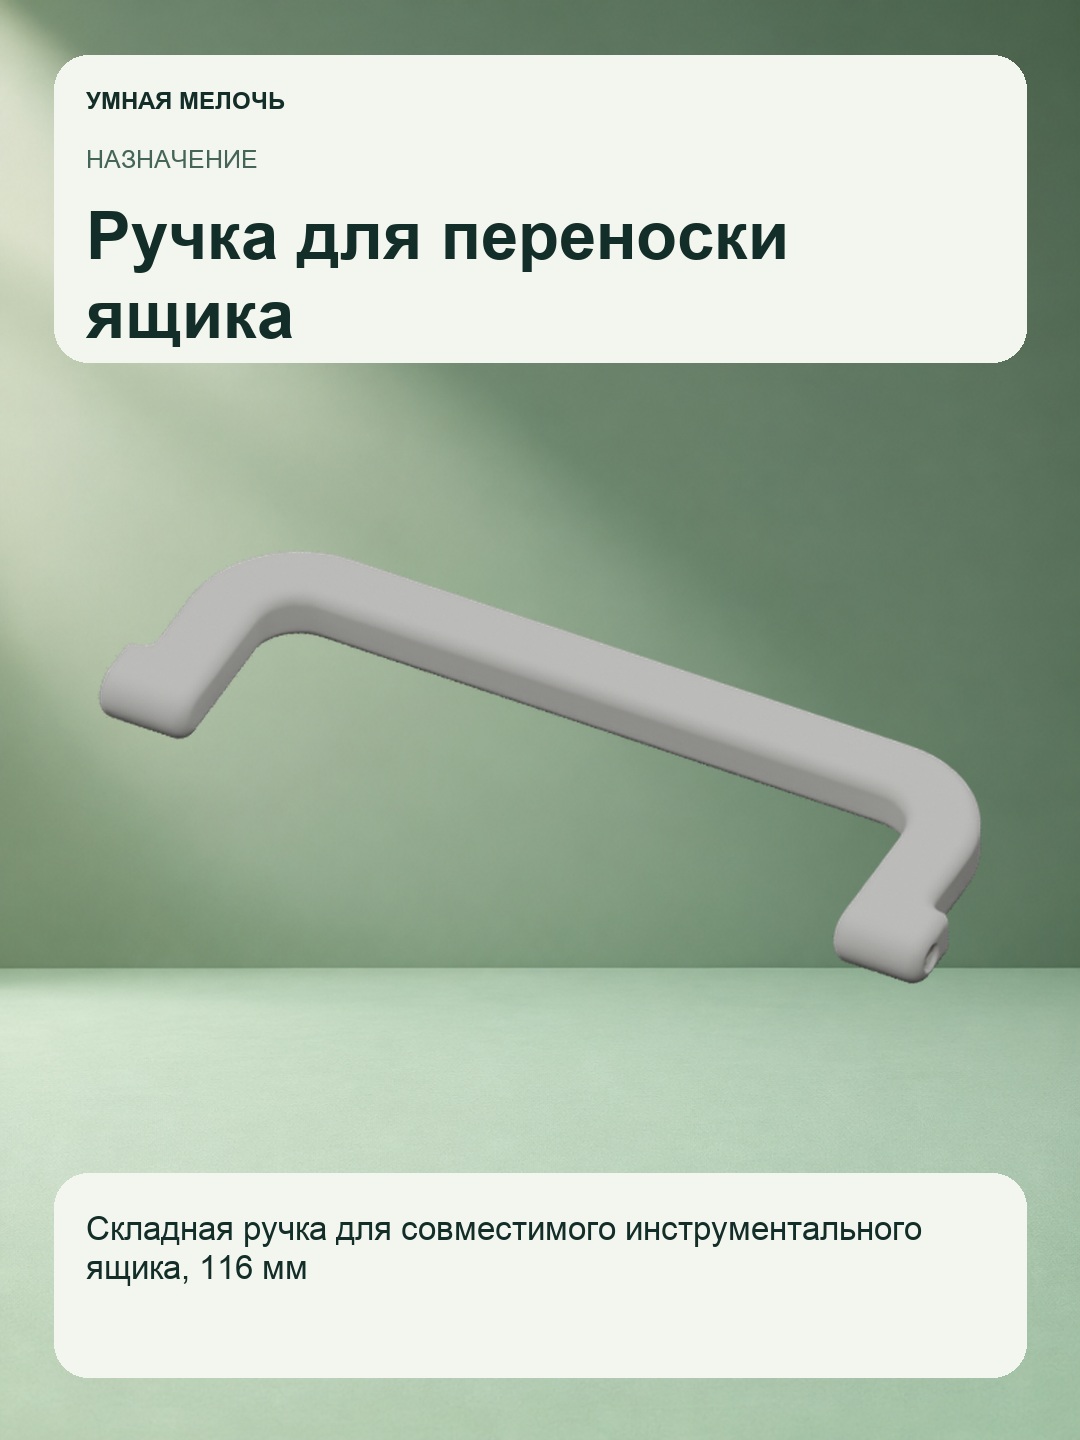 УМНАЯ МЕЛОЧЬ
НАЗНАЧЕНИЕ
Ручка для переноски
ящика
Складная ручка для совместимого инструментального
ящика, 116 мм